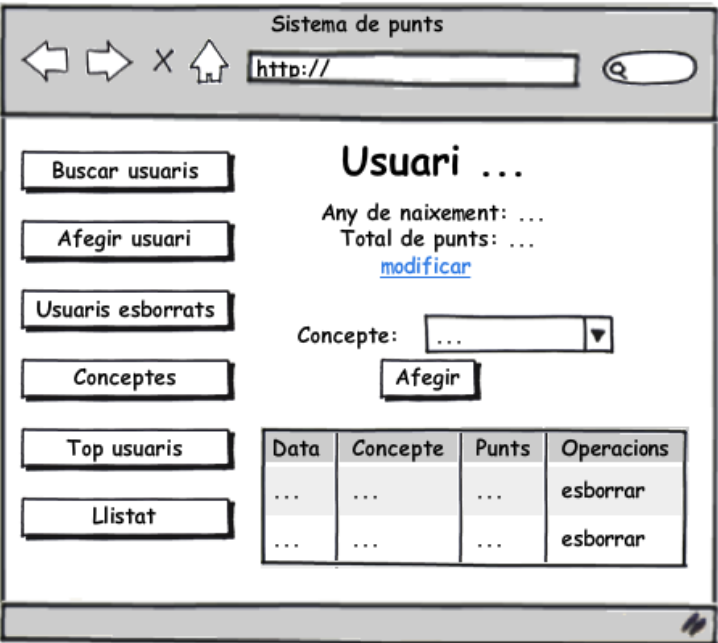 Sistema de punts
http://
Buscar usuaris
Afegir usuari
Usuaris esborrats
Conceptes
Top usuaris
Llistat
Usuari ...
Any de naixement: ...
Total de punts: ...
modificar
Concepte: ...
Afegir
Data Concepte Punts Operacions
... ... ... esborrar
... ... ... esborrar